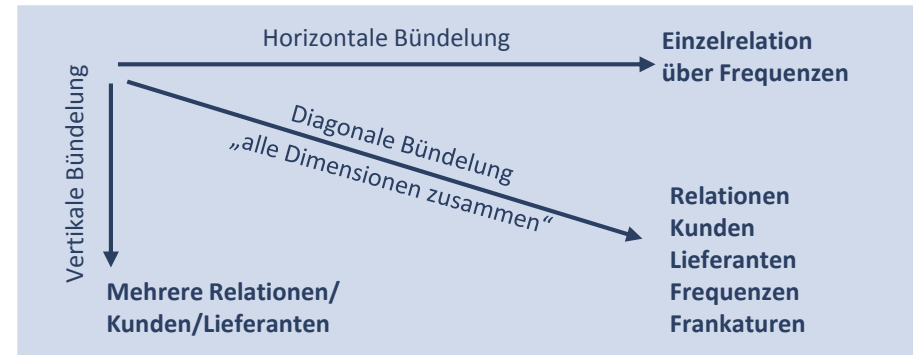 Horizontale Bündelung
Einzelrelation
über Frequenzen
Vertikale Bündelung
Diagonale Bündelung
„alle Dimensionen zusammen“
Relationen
Kunden
Lieferanten
Frequenzen
Frankaturen
Mehrere Relationen/
Kunden/Lieferanten